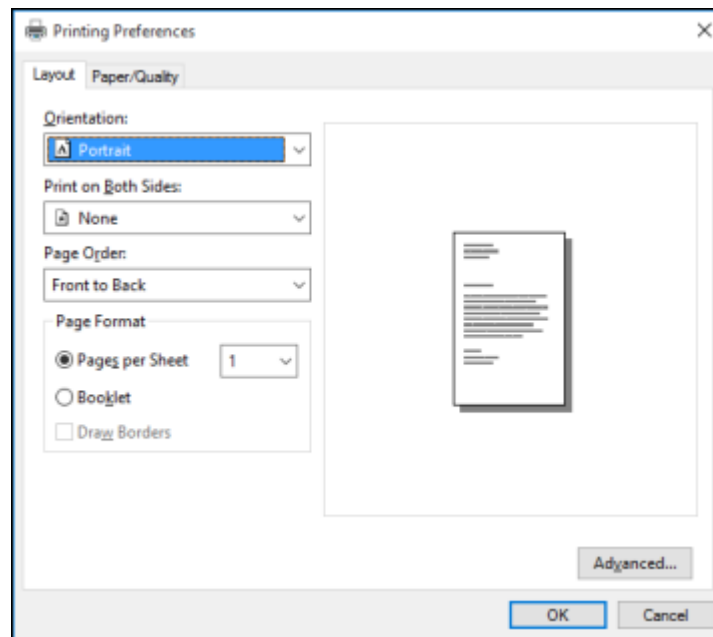 Printing Preferences
Layout
Paper/Quality
Orientation:
Portrait
Print on Both Sides:
None
Page Order:
Front to Back
Page Format
Pages per Sheet
1
Booklet
Draw Borders
Advanced...
OK
Cancel